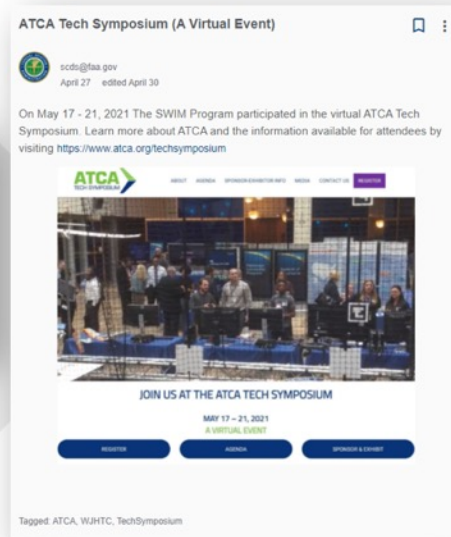 ATCA Tech Symposium (A Virtual Event)
scds@faa.gov
April 27 edited April 30
On May 17 - 21, 2021 The SWIM Program participated in the virtual ATCA Tech
Symposium. Learn more about ATCA and the information available for attendees by
visiting https://www.atca.org/techsymposium
ATCA
TECH SYMPOSIUM
ABOUT AGENDA SPONSOR/EXHIBITOR INFO MEDIA CONTACT US REGISTER
JOIN US AT THE ATCA TECH SYMPOSIUM
MAY 17 – 21, 2021
A VIRTUAL EVENT
REGISTER AGENDA SPONSOR & EXHIBIT
Tagged: ATCA, WJHTC, TechSymposium